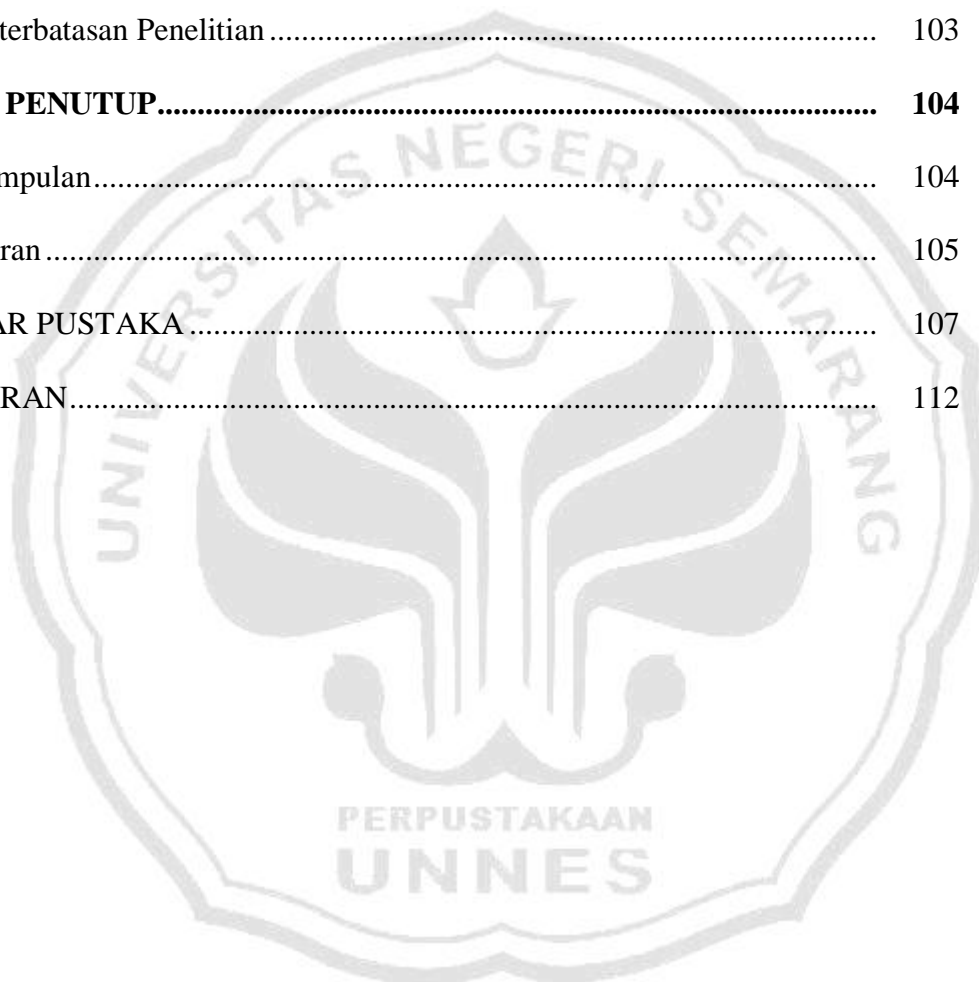 terbatasan Penelitian ........................................................................... 103
PENUTUP.......................................................................................... 104
mpulan.................................................................................................. 104
ran ........................................................................................................ 105
AR PUSTAKA ...................................................................................... 107
RAN..................................................................................................... 112
UNIVERSITAS NEGERI SEMARANG
PERPUSTAKAAN
UNNES